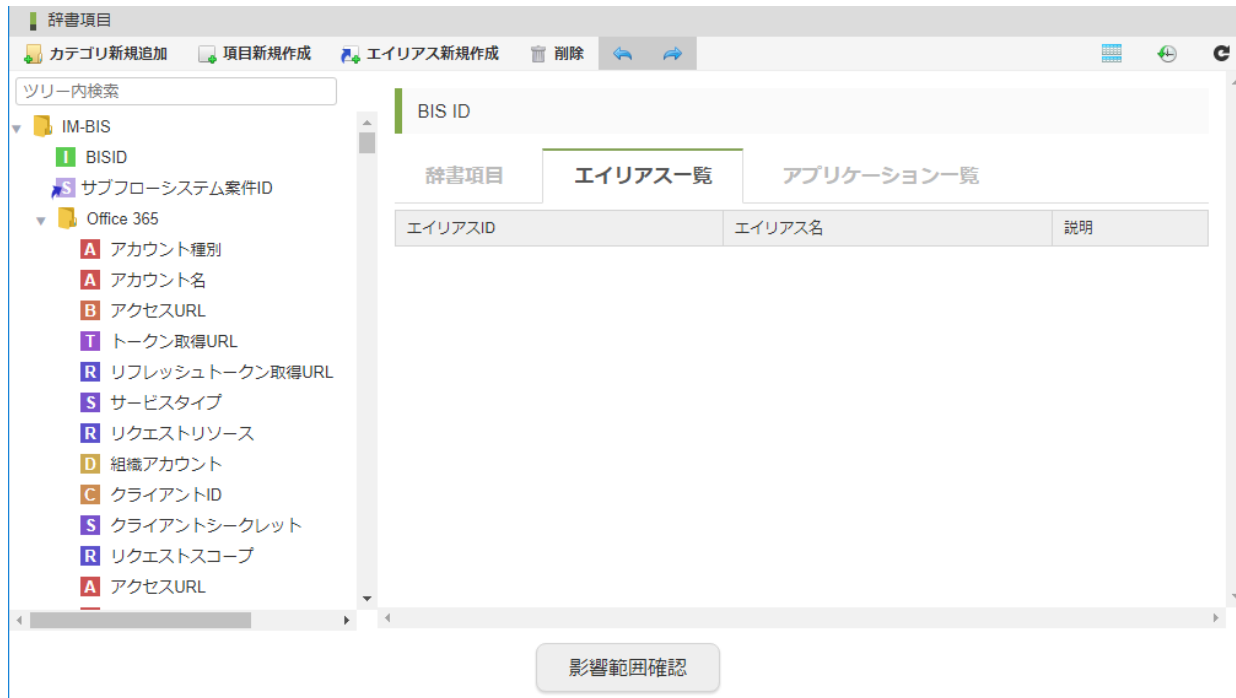 辞書項目
カテゴリ新規追加 項目新規作成 エイリアス新規作成 削除
ツリー内検索
IM-BIS
I BISID
S サブフローシステム案件ID
Office 365
A アカウント種別
A アカウント名
B アクセスURL
T トークン取得URL
R リフレッシュトークン取得URL
S サービスタイプ
R リクエストリソース
D 組織アカウント
C クライアントID
S クライアントシークレット
R リクエストスコープ
A アクセスURL
BIS ID
辞書項目 エイリアス一覧 アプリケーション一覧
エイリアスID エイリアス名 説明
影響範囲確認